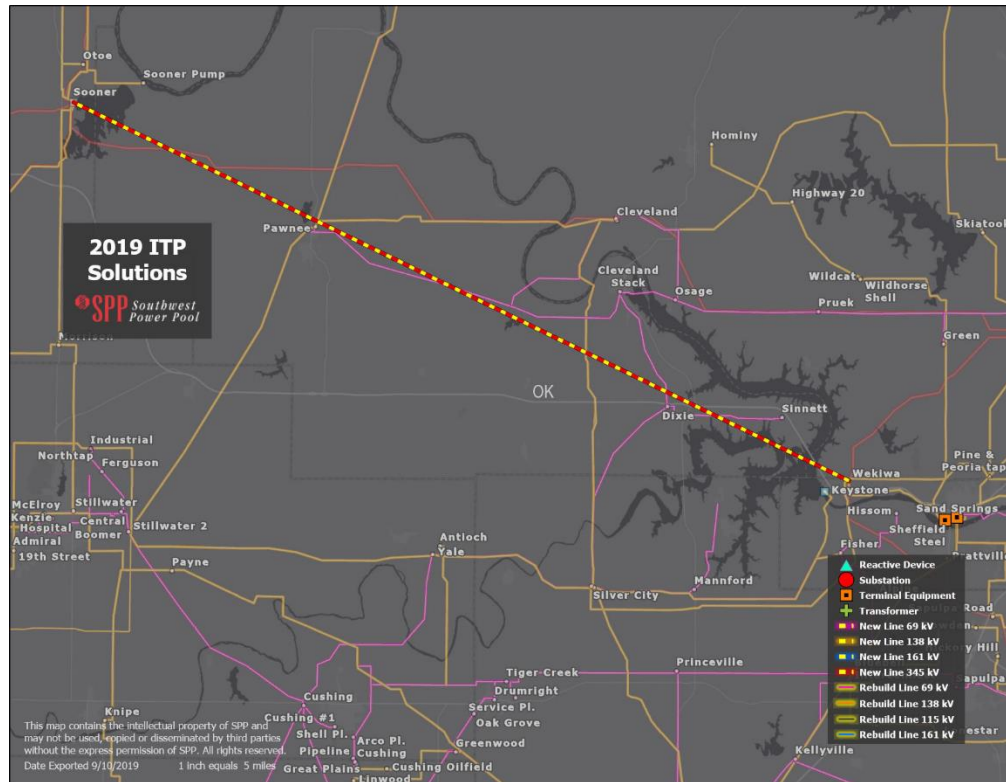 Otoe
Sooner Pump
Sooner
Hominy
Highway 20
Pawnee
Cleveland
Skiatook
2019 ITP
Solutions
SPP Southwest
Power Pool
Cleveland
Stack
Osage
Wildcat
Wildhorse
Shell
Pruek
Morrison
Green
OK
Dixie
Sinnett
Industrial
Northtap
Ferguson
Pine &
Peoria tap
Wekiwa
Keystone
McElroy
Stillwater
Kenzie
Hospital
Central
Stillwater 2
Admiral
Boomer
19th Street
Hissom
Sand Springs
Sheffield
Steel
Fisher
Prattville
Antioch
Yale
Payne
Silver City
Mannford
Reactive Device
Substation
Terminal Equipment
Transformer
New Line 69 kV
New Line 138 kV
New Line 161 kV
New Line 345 kV
Rebuild Line 69 kV
Rebuild Line 138 kV
Rebuild Line 115 kV
Rebuild Line 161 kV
Road
Hill
Sapulpa
Tiger Creek
Princeville
Cushing
Drumright
Service Pl.
Cushing #1
Oak Grove
Knipe
Shell Pl.
Arco Pl.
Pipeline
Cushing
Greenwood
Great Plains
Cushing Oilfield
Linwood
Kellyville
This map contains the intellectual property of SPP and
may not be used, copied or disseminated by third parties
without the express permission of SPP. All rights reserved.
Date Exported 9/10/2019 1 inch equals 5 miles